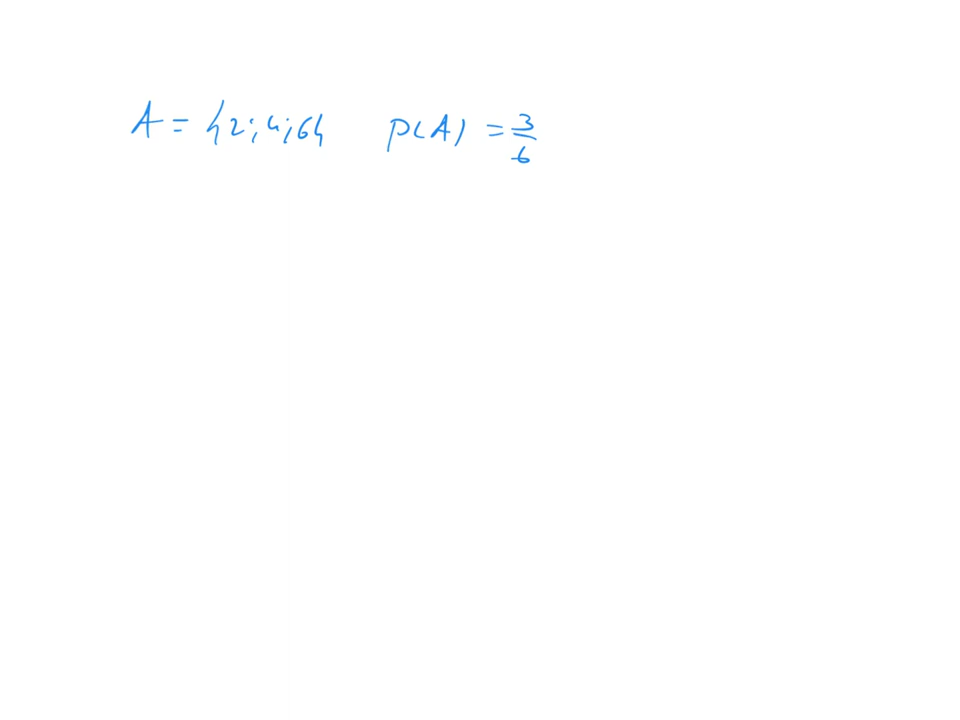 A = {2; 4; 6} P(A) = 3/6